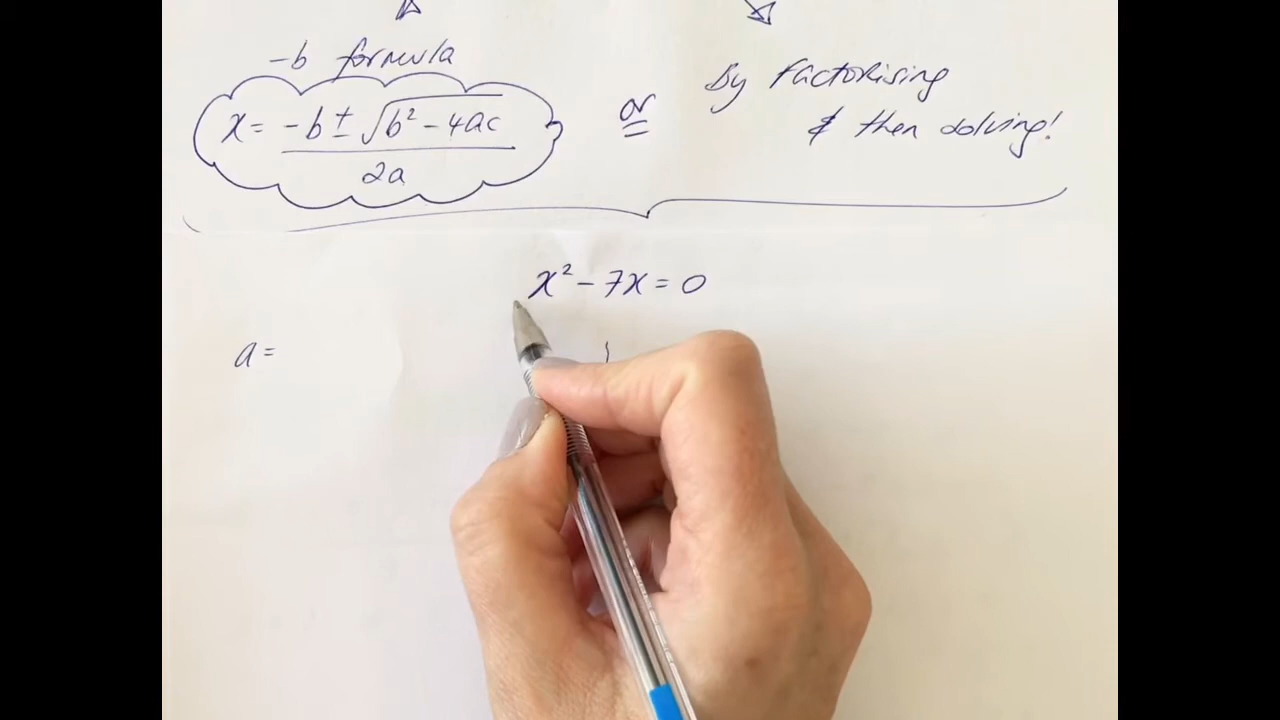 -b formula
x = -b ± √b² - 4ac / 2a
or
By factorising
& then solving!
x² - 7x = 0
a =